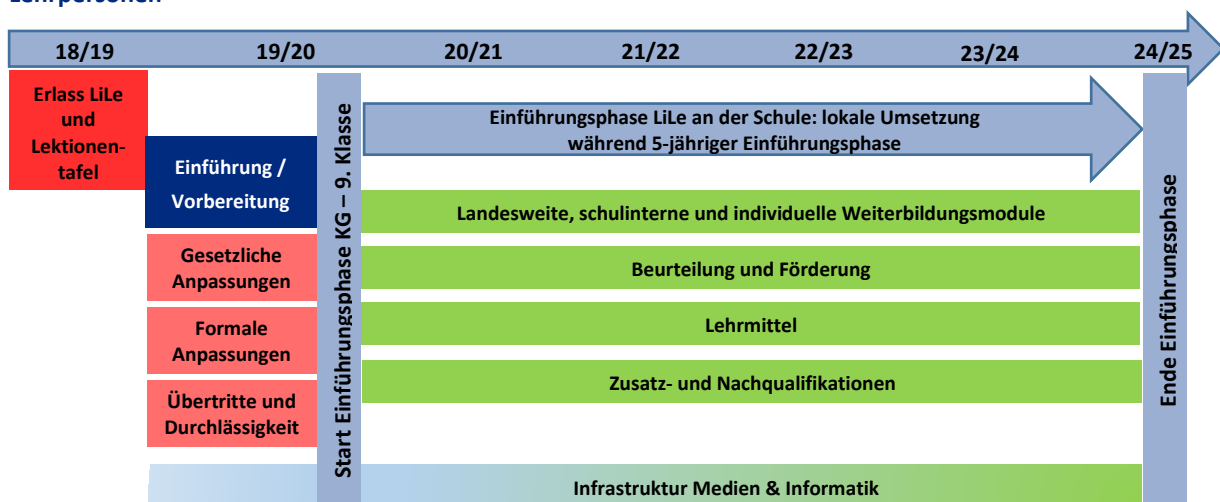 Lehrpersonen
18/19
19/20
20/21
21/22
22/23
23/24
24/25
Erlass LiLe
und
Lektionen-
tafel
Einführung /
Vorbereitung
Gesetzliche
Anpassungen
Formale
Anpassungen
Übertritte und
Durchlässigkeit
Start Einführungsphase KG – 9. Klasse
Einführungsphase LiLe an der Schule: lokale Umsetzung
während 5-jähriger Einführungsphase
Landesweite, schulinterne und individuelle Weiterbildungsmodule
Beurteilung und Förderung
Lehrmittel
Zusatz- und Nachqualifikationen
Infrastruktur Medien & Informatik
Ende Einführungsphase